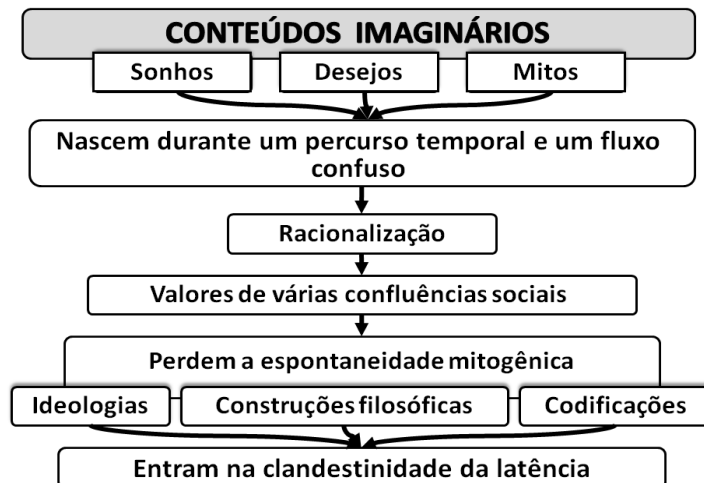 CONTEÚDOS IMAGINÁRIOS
Sonhos
Desejos
Mitos
Nascem durante um percurso temporal e um fluxo
confuso
Racionalização
Valores de várias confluências sociais
Perdem a espontaneidade mitogênica
Ideologias
Construções filosóficas
Codificações
Entram na clandestinidade da latência